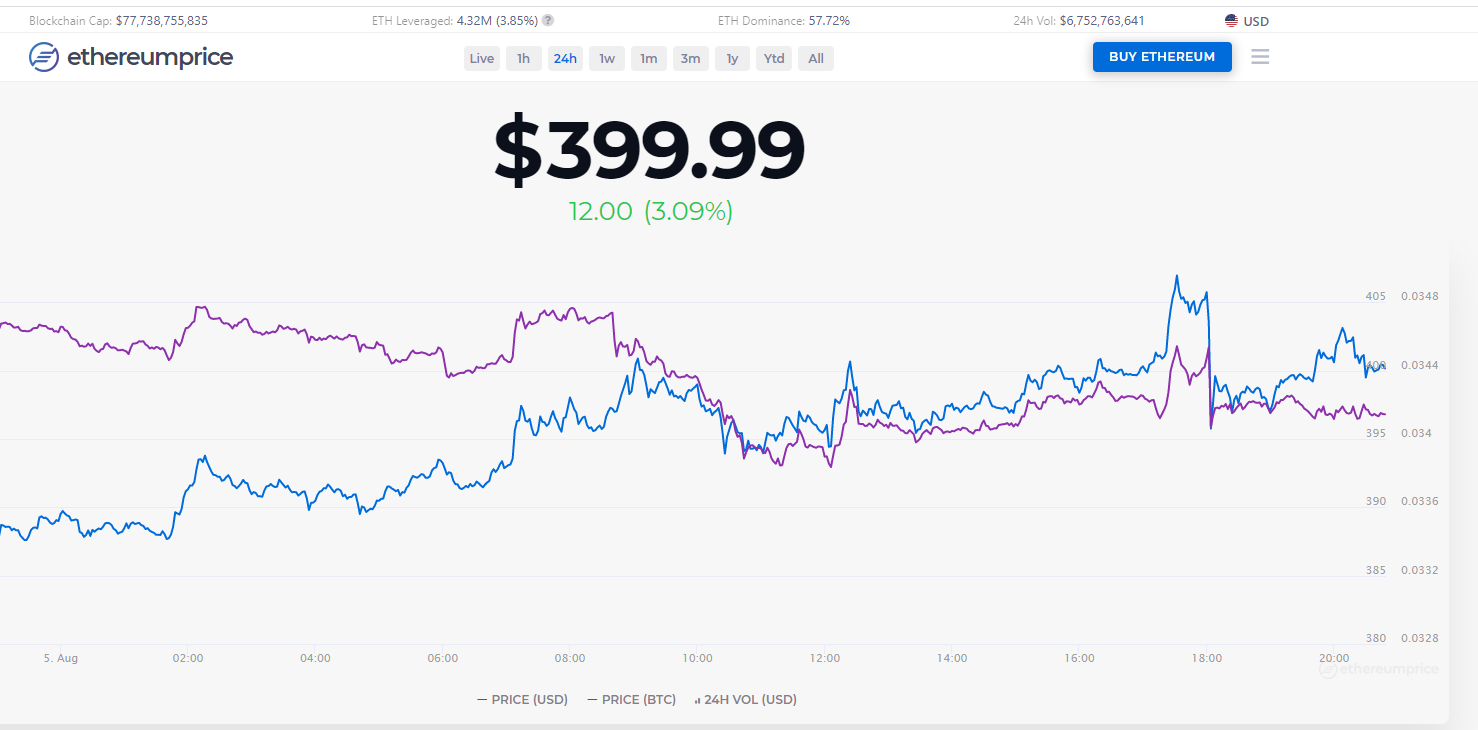 Blockchain Cap: $77,738,755,835 ETH Leveraged: 4.32M (3.85%) ? ETH Dominance: 57.72% 24h Vol: $6,752,763,641 USD
ethereumprice Live 1h 24h 1w 1m 3m 1y Ytd All BUY ETHEREUM
$399.99
12.00 (3.09%)
405 0.0348
400 0.0344
395 0.034
390 0.0336
385 0.0332
380 0.0328
5. Aug 02:00 04:00 06:00 08:00 10:00 12:00 14:00 16:00 18:00 20:00
ethereumprice
PRICE (USD) PRICE (BTC) 24H VOL (USD)